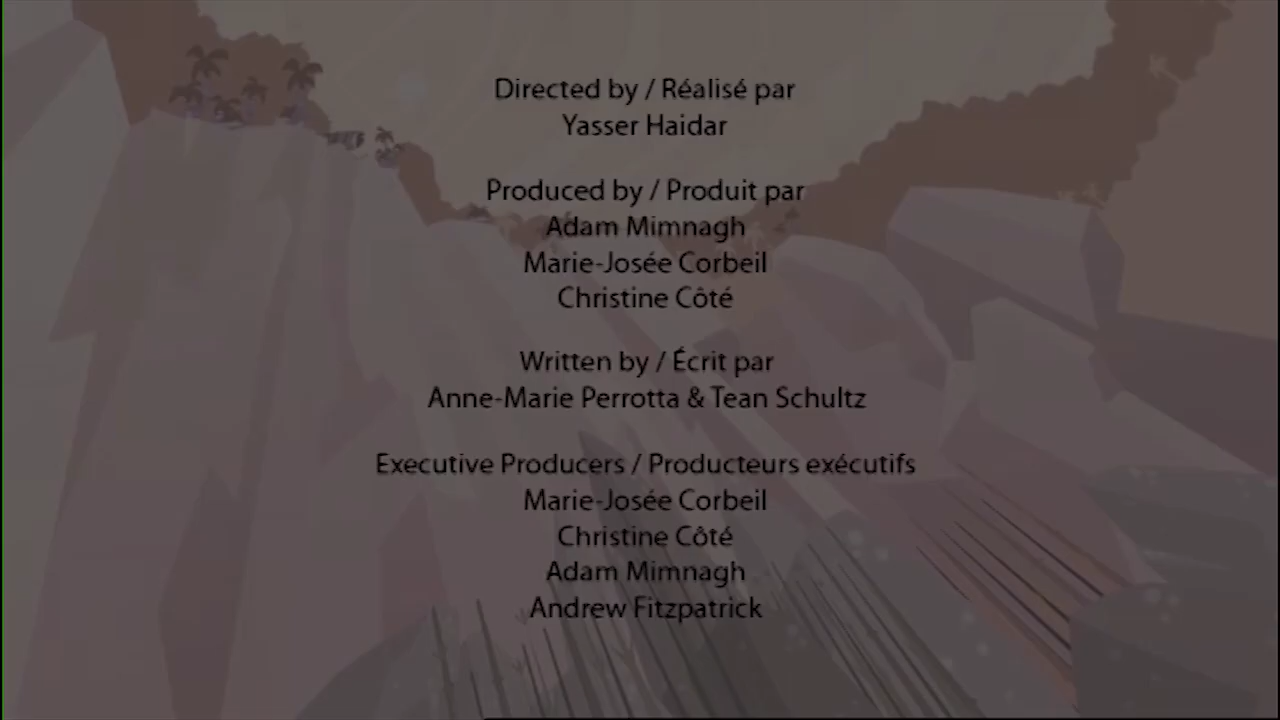 Directed by / Réalisé par
Yasser Haidar
Produced by / Produit par
Adam Mimnagh
Marie-Josée Corbeil
Christine Côté
Written by / Écrit par
Anne-Marie Perrotta & Tean Schultz
Executive Producers / Producteurs exécutifs
Marie-Josée Corbeil
Christine Côté
Adam Mimnagh
Andrew Fitzpatrick